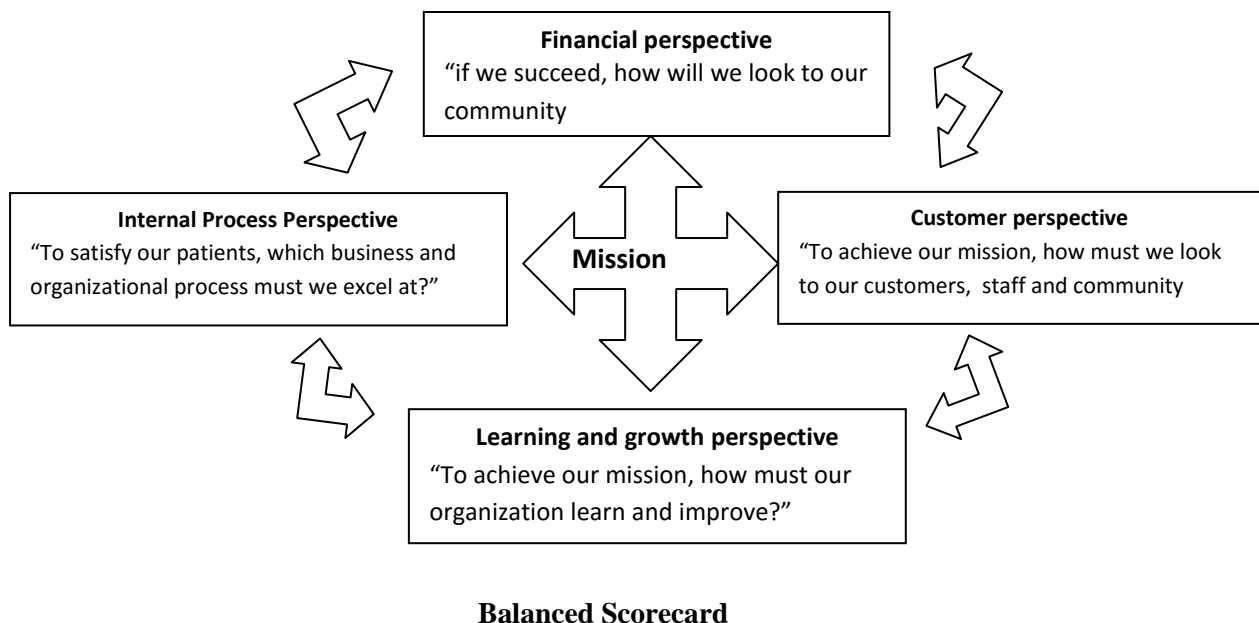 Financial perspective
“if we succeed, how will we look to our
community
Internal Process Perspective
“To satisfy our patients, which business and
organizational process must we excel at?”
Mission
Customer perspective
“To achieve our mission, how must we look
to our customers,  staff and community
Learning and growth perspective
“To achieve our mission, how must our
organization learn and improve?”
Balanced Scorecard